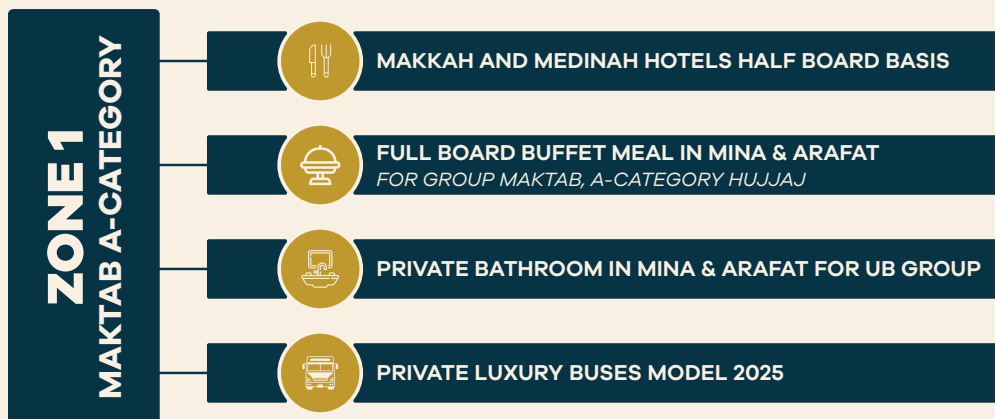 ZONE 1
MAKTAB A-CATEGORY
MAKKAH AND MEDINAH HOTELS HALF BOARD BASIS
FULL BOARD BUFFET MEAL IN MINA & ARAFAT
FOR GROUP MAKTAB, A-CATEGORY HUJJAJ
PRIVATE BATHROOM IN MINA & ARAFAT FOR UB GROUP
PRIVATE LUXURY BUSES MODEL 2025